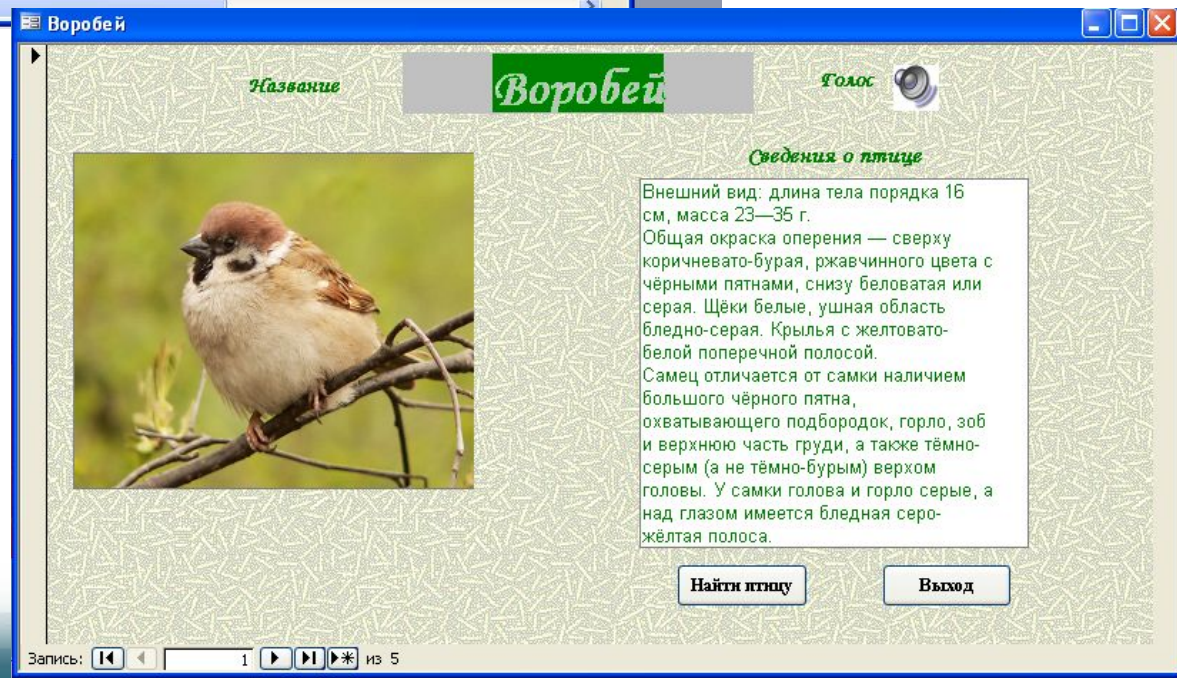 Воробей
Название
Воробей
Голос
Сведения о птице
Внешний вид: длина тела порядка 16
см, масса 23—35 г.
Общая окраска оперения — сверху
коричневато-бурая, ржавчинного цвета с
чёрными пятнами, снизу беловатая или
серая. Щёки белые, ушная область
бледно-серая. Крылья с желтовато-
белой поперечной полосой.
Самец отличается от самки наличием
большого чёрного пятна,
охватывающего подбородок, горло, зоб
и верхнюю часть груди, а также тёмно-
серым (а не тёмно-бурым) верхом
головы. У самки голова и горло серые, а
над глазом имеется бледная серо-
жёлтая полоса.
Найти птицу
Выход
Запись: 1 из 5